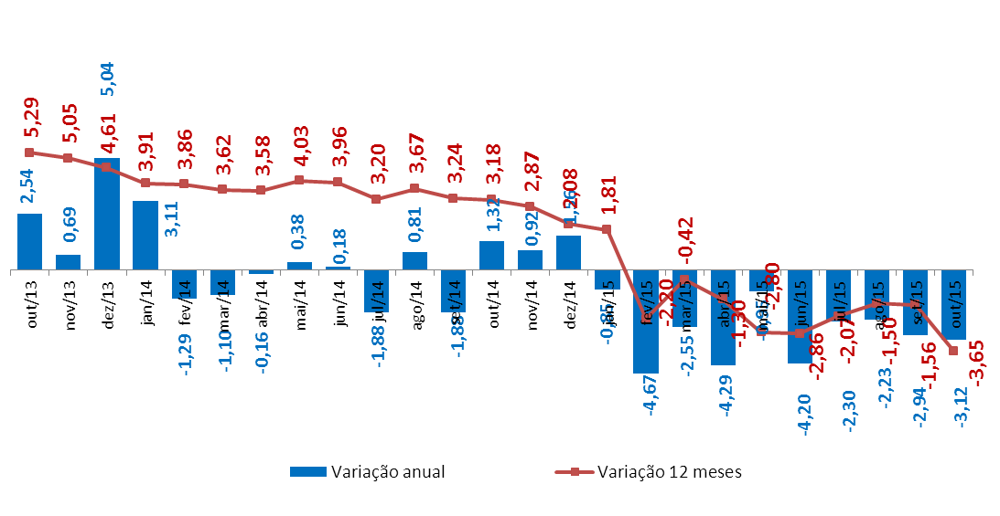 5,29
5,05
4,61
3,91
3,86
3,62
3,58
4,03
3,96
3,20
3,67
3,24
3,18
2,87
2,08
1,81
-2,80
-0,42
-1,30
-2,80
-2,86
-2,07
-1,50
-1,56
-3,65
2,54
0,69
5,04
3,11
-1,29
-1,10
-0,16
0,38
0,18
-1,88
0,81
-1,88
1,32
0,92
1,56
-0,85
-4,67
-2,55
-4,29
-0,95
-4,20
-2,30
-2,23
-2,94
-3,12
out/13
nov/13
dez/13
jan/14
fev/14
mar/14
abr/14
mai/14
jun/14
jul/14
ago/14
set/14
out/14
nov/14
dez/14
jan/15
fev/15
mar/15
abr/15
mai/15
jun/15
jul/15
ago/15
set/15
out/15
Variação anual
Variação 12 meses